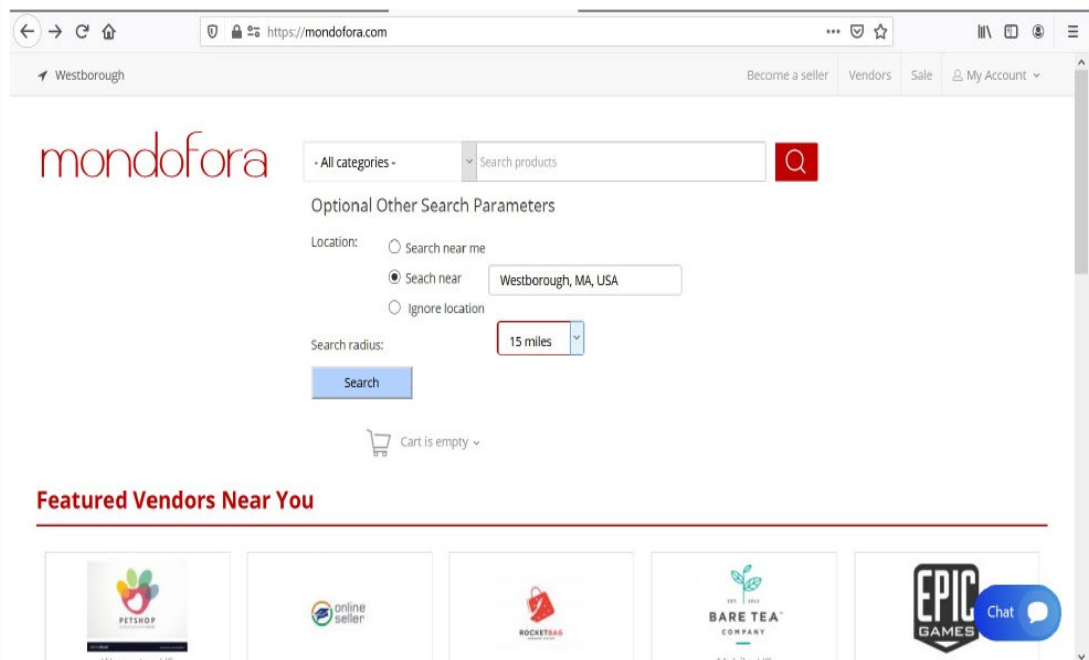 https://mondofora.com
Westborough
Become a seller Vendors Sale My Account
mondofora
- All categories - Search products
Optional Other Search Parameters
Location:
Search near me
Seach near Westborough, MA, USA
Ignore location
Search radius: 15 miles
Search
Cart is empty
Featured Vendors Near You
PETSHOP
online
seller
ROCKETBAG
BARE TEA
COMPANY
EPIC
GAMES
Chat